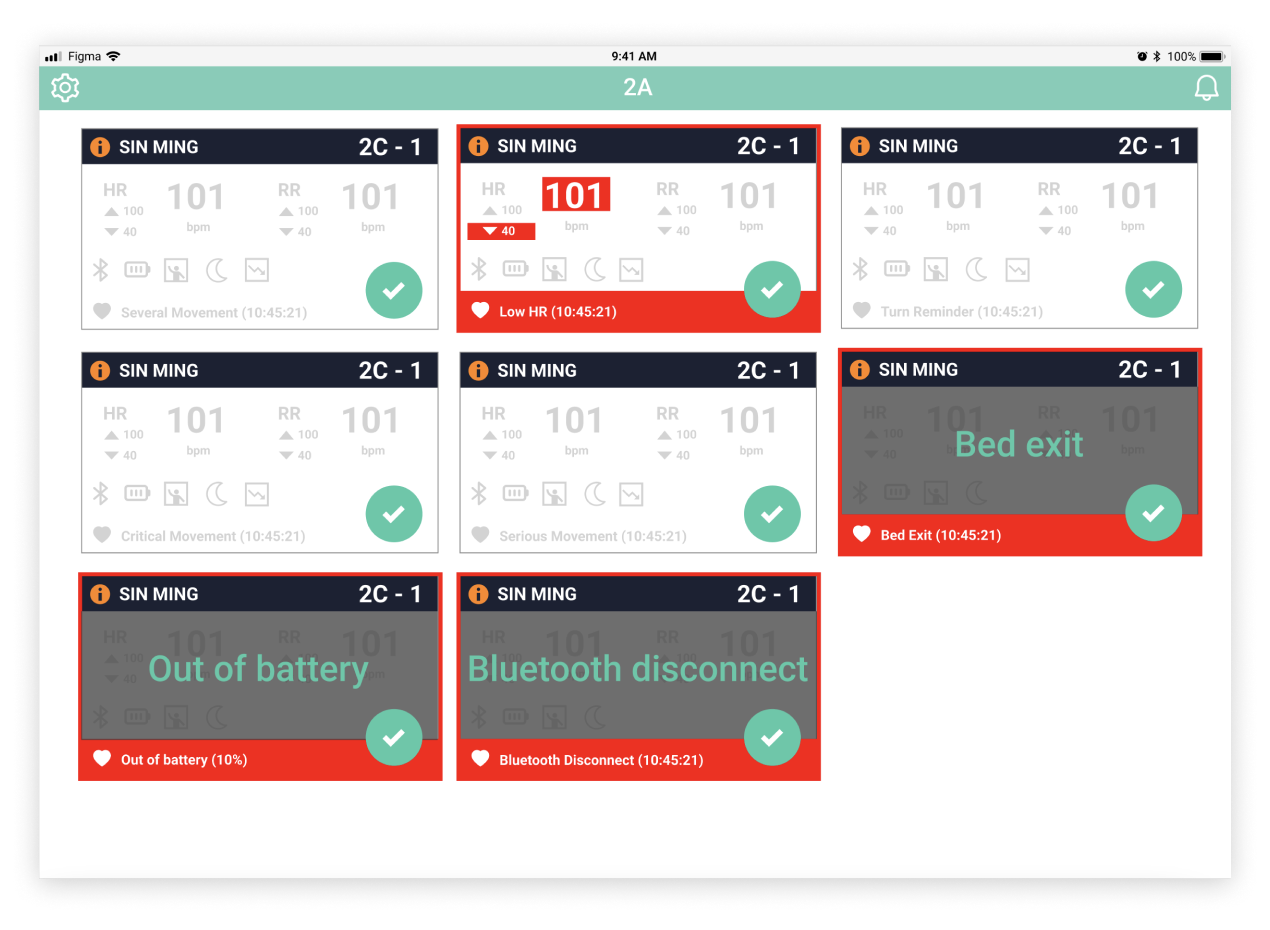 Figma 9:41 AM 100%
2A
SIN MING 2C - 1
HR 101 RR 101
100 100
40 bpm 40 bpm
Several Movement (10:45:21)
SIN MING 2C - 1
HR 101 RR 101
100 100
40 bpm 40 bpm
Low HR (10:45:21)
SIN MING 2C - 1
HR 101 RR 101
100 100
40 bpm 40 bpm
Turn Reminder (10:45:21)
SIN MING 2C - 1
HR 101 RR 101
100 100
40 bpm 40 bpm
Critical Movement (10:45:21)
SIN MING 2C - 1
HR 101 RR 101
100 100
40 bpm 40 bpm
Serious Movement (10:45:21)
SIN MING 2C - 1
HR 101 RR 101
100
40 bpm
Bed exit
Bed Exit (10:45:21)
SIN MING 2C - 1
HR 101 RR 101
100
40
Out of battery
Out of battery (10%)
SIN MING 2C - 1
HR 101 RR 101
100 100
Bluetooth disconnect
Bluetooth Disconnect (10:45:21)